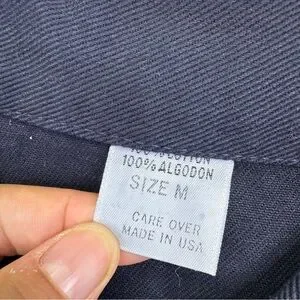 100% COTTON
100% ALGODON
SIZE M
CARE OVER
MADE IN USA